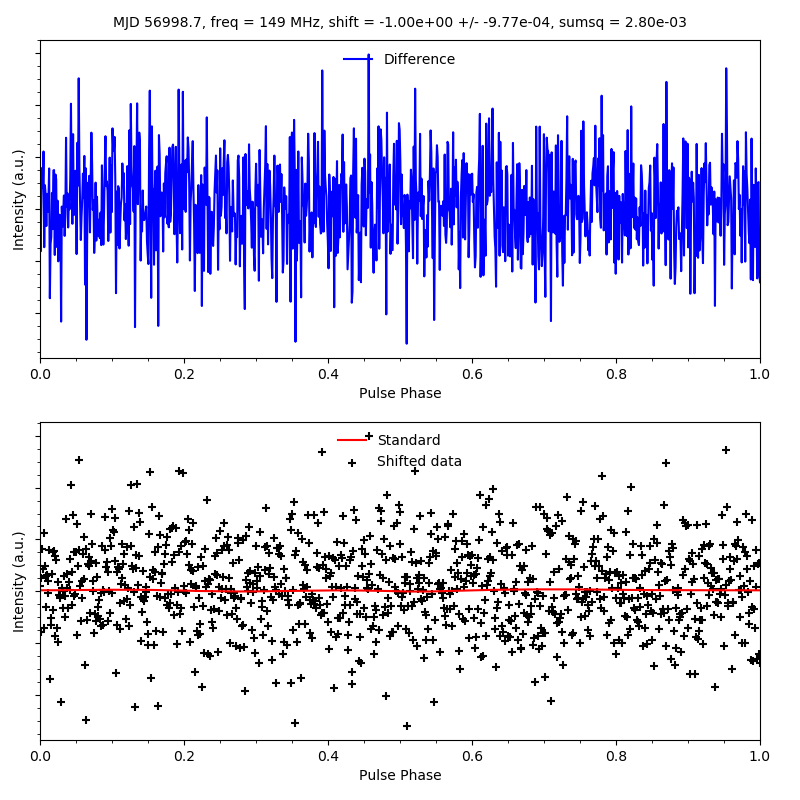 MJD 56998.7, freq = 149 MHz, shift = -1.00e+00 +/- -9.77e-04, sumsq = 2.80e-03
Difference
Intensity (a.u.)
0.0 0.2 0.4 0.6 0.8 1.0
Pulse Phase
Standard
Shifted data
Intensity (a.u.)
0.0 0.2 0.4 0.6 0.8 1.0
Pulse Phase